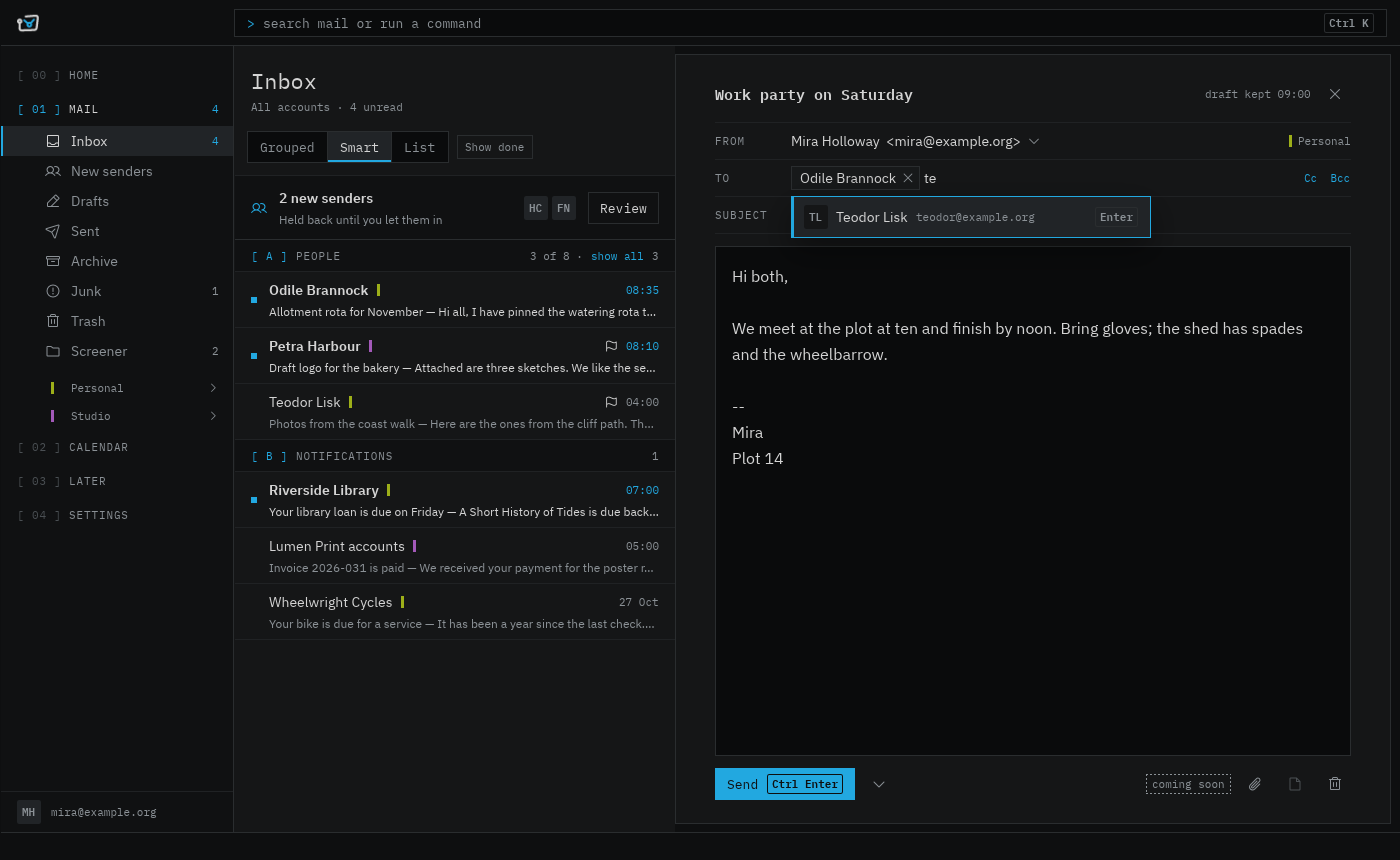 > search mail or run a command
Ctrl K
[ 00 ] HOME
[ 01 ] MAIL 4
Inbox 4
New senders
Drafts
Sent
Archive
Junk 1
Trash
Screener 2
Personal
Studio
[ 02 ] CALENDAR
[ 03 ] LATER
[ 04 ] SETTINGS
MH mira@example.org
Inbox
All accounts · 4 unread
Grouped Smart List Show done
2 new senders
Held back until you let them in
HC FN Review
[ A ] PEOPLE 3 of 8 · show all 3
Odile Brannock 08:35
Allotment rota for November — Hi all, I have pinned the watering rota t…
Petra Harbour 08:10
Draft logo for the bakery — Attached are three sketches. We like the se…
Teodor Lisk 04:00
Photos from the coast walk — Here are the ones from the cliff path. Th…
[ B ] NOTIFICATIONS 1
Riverside Library 07:00
Your library loan is due on Friday — A Short History of Tides is due back…
Lumen Print accounts 05:00
Invoice 2026-031 is paid — We received your payment for the poster r…
Wheelwright Cycles 27 Oct
Your bike is due for a service — It has been a year since the last check.…
Work party on Saturday draft kept 09:00
FROM Mira Holloway <mira@example.org> Personal
TO Odile Brannock te Cc Bcc
SUBJECT
TL Teodor Lisk teodor@example.org Enter
Hi both,
We meet at the plot at ten and finish by noon. Bring gloves; the shed has spades
and the wheelbarrow.
--
Mira
Plot 14
Send Ctrl Enter
coming soon